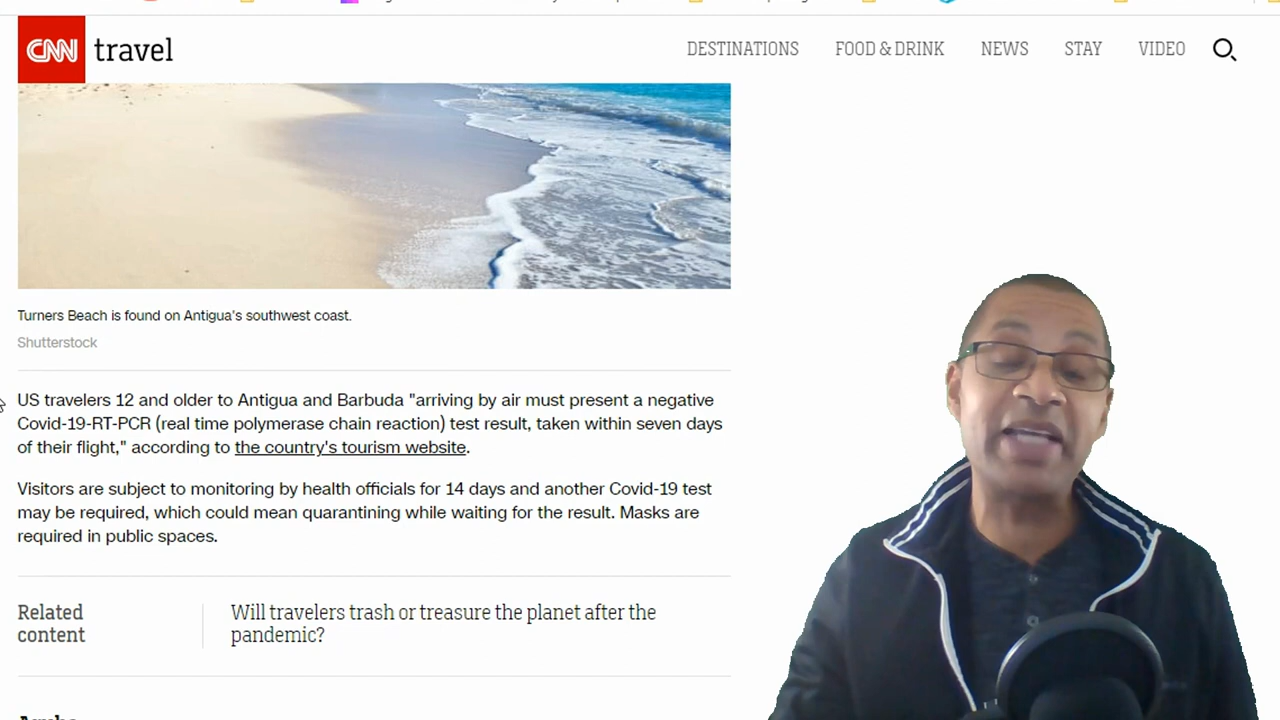 CNN travel
DESTINATIONS FOOD & DRINK NEWS STAY VIDEO
Turners Beach is found on Antigua's southwest coast.
Shutterstock
US travelers 12 and older to Antigua and Barbuda "arriving by air must present a negative
Covid-19-RT-PCR (real time polymerase chain reaction) test result, taken within seven days
of their flight," according to the country's tourism website.
Visitors are subject to monitoring by health officials for 14 days and another Covid-19 test
may be required, which could mean quarantining while waiting for the result. Masks are
required in public spaces.
Related
content
Will travelers trash or treasure the planet after the
pandemic?